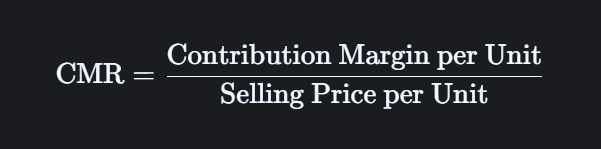 CMR = Contribution Margin per Unit
Selling Price per Unit